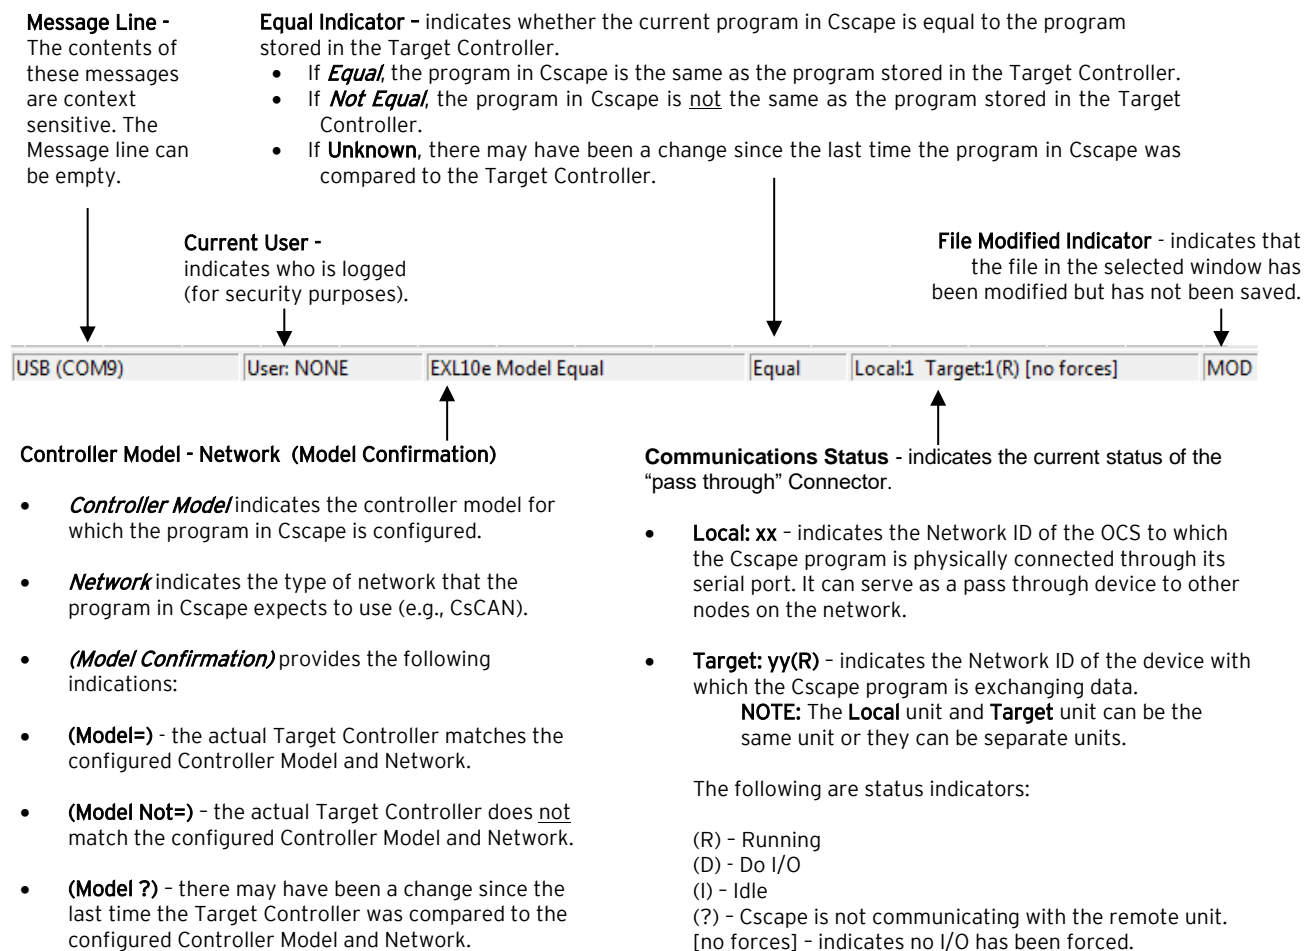 Message Line -
The contents of
these messages
are context
sensitive. The
Message line can
be empty.
Equal Indicator – indicates whether the current program in Cscape is equal to the program
stored in the Target Controller.
• If Equal, the program in Cscape is the same as the program stored in the Target Controller.
• If Not Equal, the program in Cscape is not the same as the program stored in the Target
Controller.
• If Unknown, there may have been a change since the last time the program in Cscape was
compared to the Target Controller.
Current User -
indicates who is logged
(for security purposes).
File Modified Indicator - indicates that
the file in the selected window has
been modified but has not been saved.
USB (COM9) User: NONE EXL10e Model Equal Equal Local:1 Target:1(R) [no forces] MOD
Controller Model - Network (Model Confirmation)
• Controller Model indicates the controller model for
which the program in Cscape is configured.
• Network indicates the type of network that the
program in Cscape expects to use (e.g., CsCAN).
• (Model Confirmation) provides the following
indications:
• (Model=) - the actual Target Controller matches the
configured Controller Model and Network.
• (Model Not=) – the actual Target Controller does not
match the configured Controller Model and Network.
• (Model ?) – there may have been a change since the
last time the Target Controller was compared to the
configured Controller Model and Network.
Communications Status - indicates the current status of the
“pass through” Connector.
• Local: xx – indicates the Network ID of the OCS to which
the Cscape program is physically connected through its
serial port. It can serve as a pass through device to other
nodes on the network.
• Target: yy(R) – indicates the Network ID of the device with
which the Cscape program is exchanging data.
NOTE: The Local unit and Target unit can be the
same unit or they can be separate units.
The following are status indicators:
(R) – Running
(D) - Do I/O
(I) – Idle
(?) – Cscape is not communicating with the remote unit.
[no forces] – indicates no I/O has been forced.